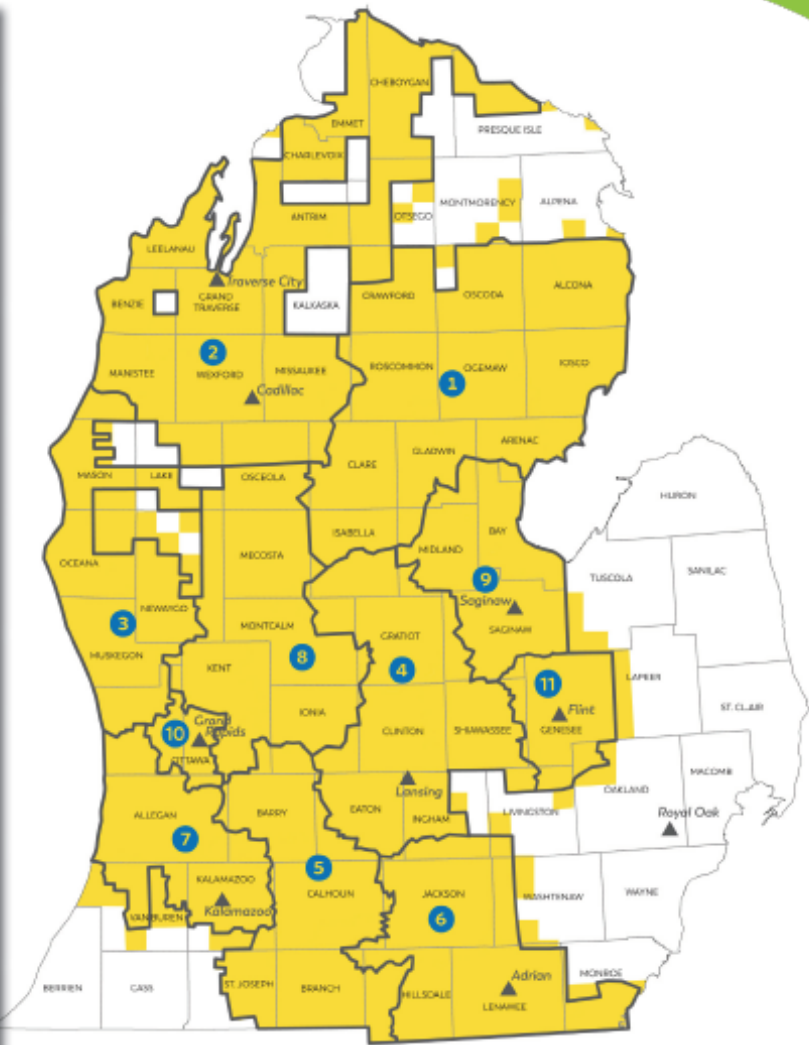 CHEBOYGAN
EMMET
PRESQUE ISLE
CHARLEVOIX
ANTRIM
OTSEGO
MONTMORENCY
ALPENA
LEELANAU
Traverse City
BENZIE
GRAND
TRAVERSE
KALKASKA
CRAWFORD
OSCODA
ALCONA
2
MANISTEE
WEXFORD
MISSAUKEE
Cadillac
ROSCOMMON
OGEMAW
IOSCO
1
MASON
LAKE
OSCEOLA
CLARE
GLADWIN
ARENAC
HURON
OCEANA
MECOSTA
ISABELLA
MIDLAND
BAY
TUSCOLA
SANILAC
9
Saginaw
SAGINAW
3
NEWAYGO
MUSKEGON
MONTCALM
8
GRATIOT
4
KENT
IONIA
CLINTON
SHIAWASSEE
11
Flint
GENESEE
LAPEER
ST. CLAIR
10
Grand
Rapids
OTTAWA
Lansing
ALLEGAN
7
BARRY
EATON
INGHAM
LIVINGSTON
OAKLAND
MACOMB
Royal Oak
5
KALAMAZOO
Kalamazoo
VAN BUREN
CALHOUN
JACKSON
6
WASHTENAW
WAYNE
BERRIEN
CASS
ST. JOSEPH
BRANCH
HILLSDALE
Adrian
LENAWEE
MONROE